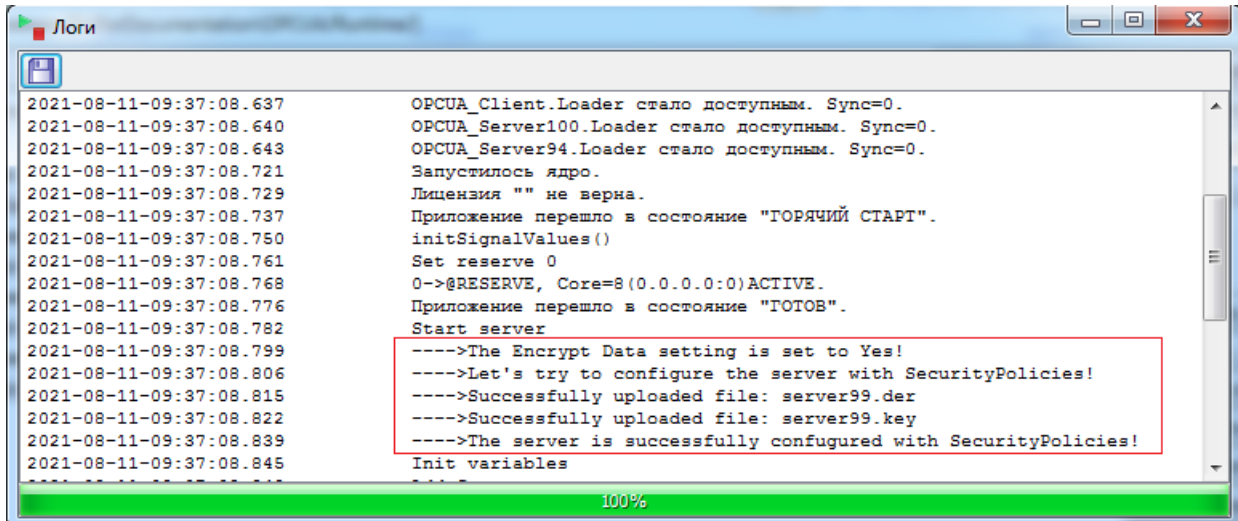 Логи
2021-08-11-09:37:08.637 OPCUA_Client.Loader стало доступным. Sync=0.
2021-08-11-09:37:08.640 OPCUA_Server100.Loader стало доступным. Sync=0.
2021-08-11-09:37:08.643 OPCUA_Server94.Loader стало доступным. Sync=0.
2021-08-11-09:37:08.721 Запустилось ядро.
2021-08-11-09:37:08.729 Лицензия "" не верна.
2021-08-11-09:37:08.737 Приложение перешло в состояние "ГОРЯЧИЙ СТАРТ".
2021-08-11-09:37:08.750 initSignalValues()
2021-08-11-09:37:08.761 Set reserve 0
2021-08-11-09:37:08.768 0->@RESERVE, Core=8(0.0.0.0:0)ACTIVE.
2021-08-11-09:37:08.776 Приложение перешло в состояние "ГОТОВ".
2021-08-11-09:37:08.782 Start server
2021-08-11-09:37:08.799 ---->The Encrypt Data setting is set to Yes!
2021-08-11-09:37:08.806 ---->Let's try to configure the server with SecurityPolicies!
2021-08-11-09:37:08.815 ---->Successfully uploaded file: server99.der
2021-08-11-09:37:08.822 ---->Successfully uploaded file: server99.key
2021-08-11-09:37:08.839 ---->The server is successfully confugured with SecurityPolicies!
2021-08-11-09:37:08.845 Init variables
100%